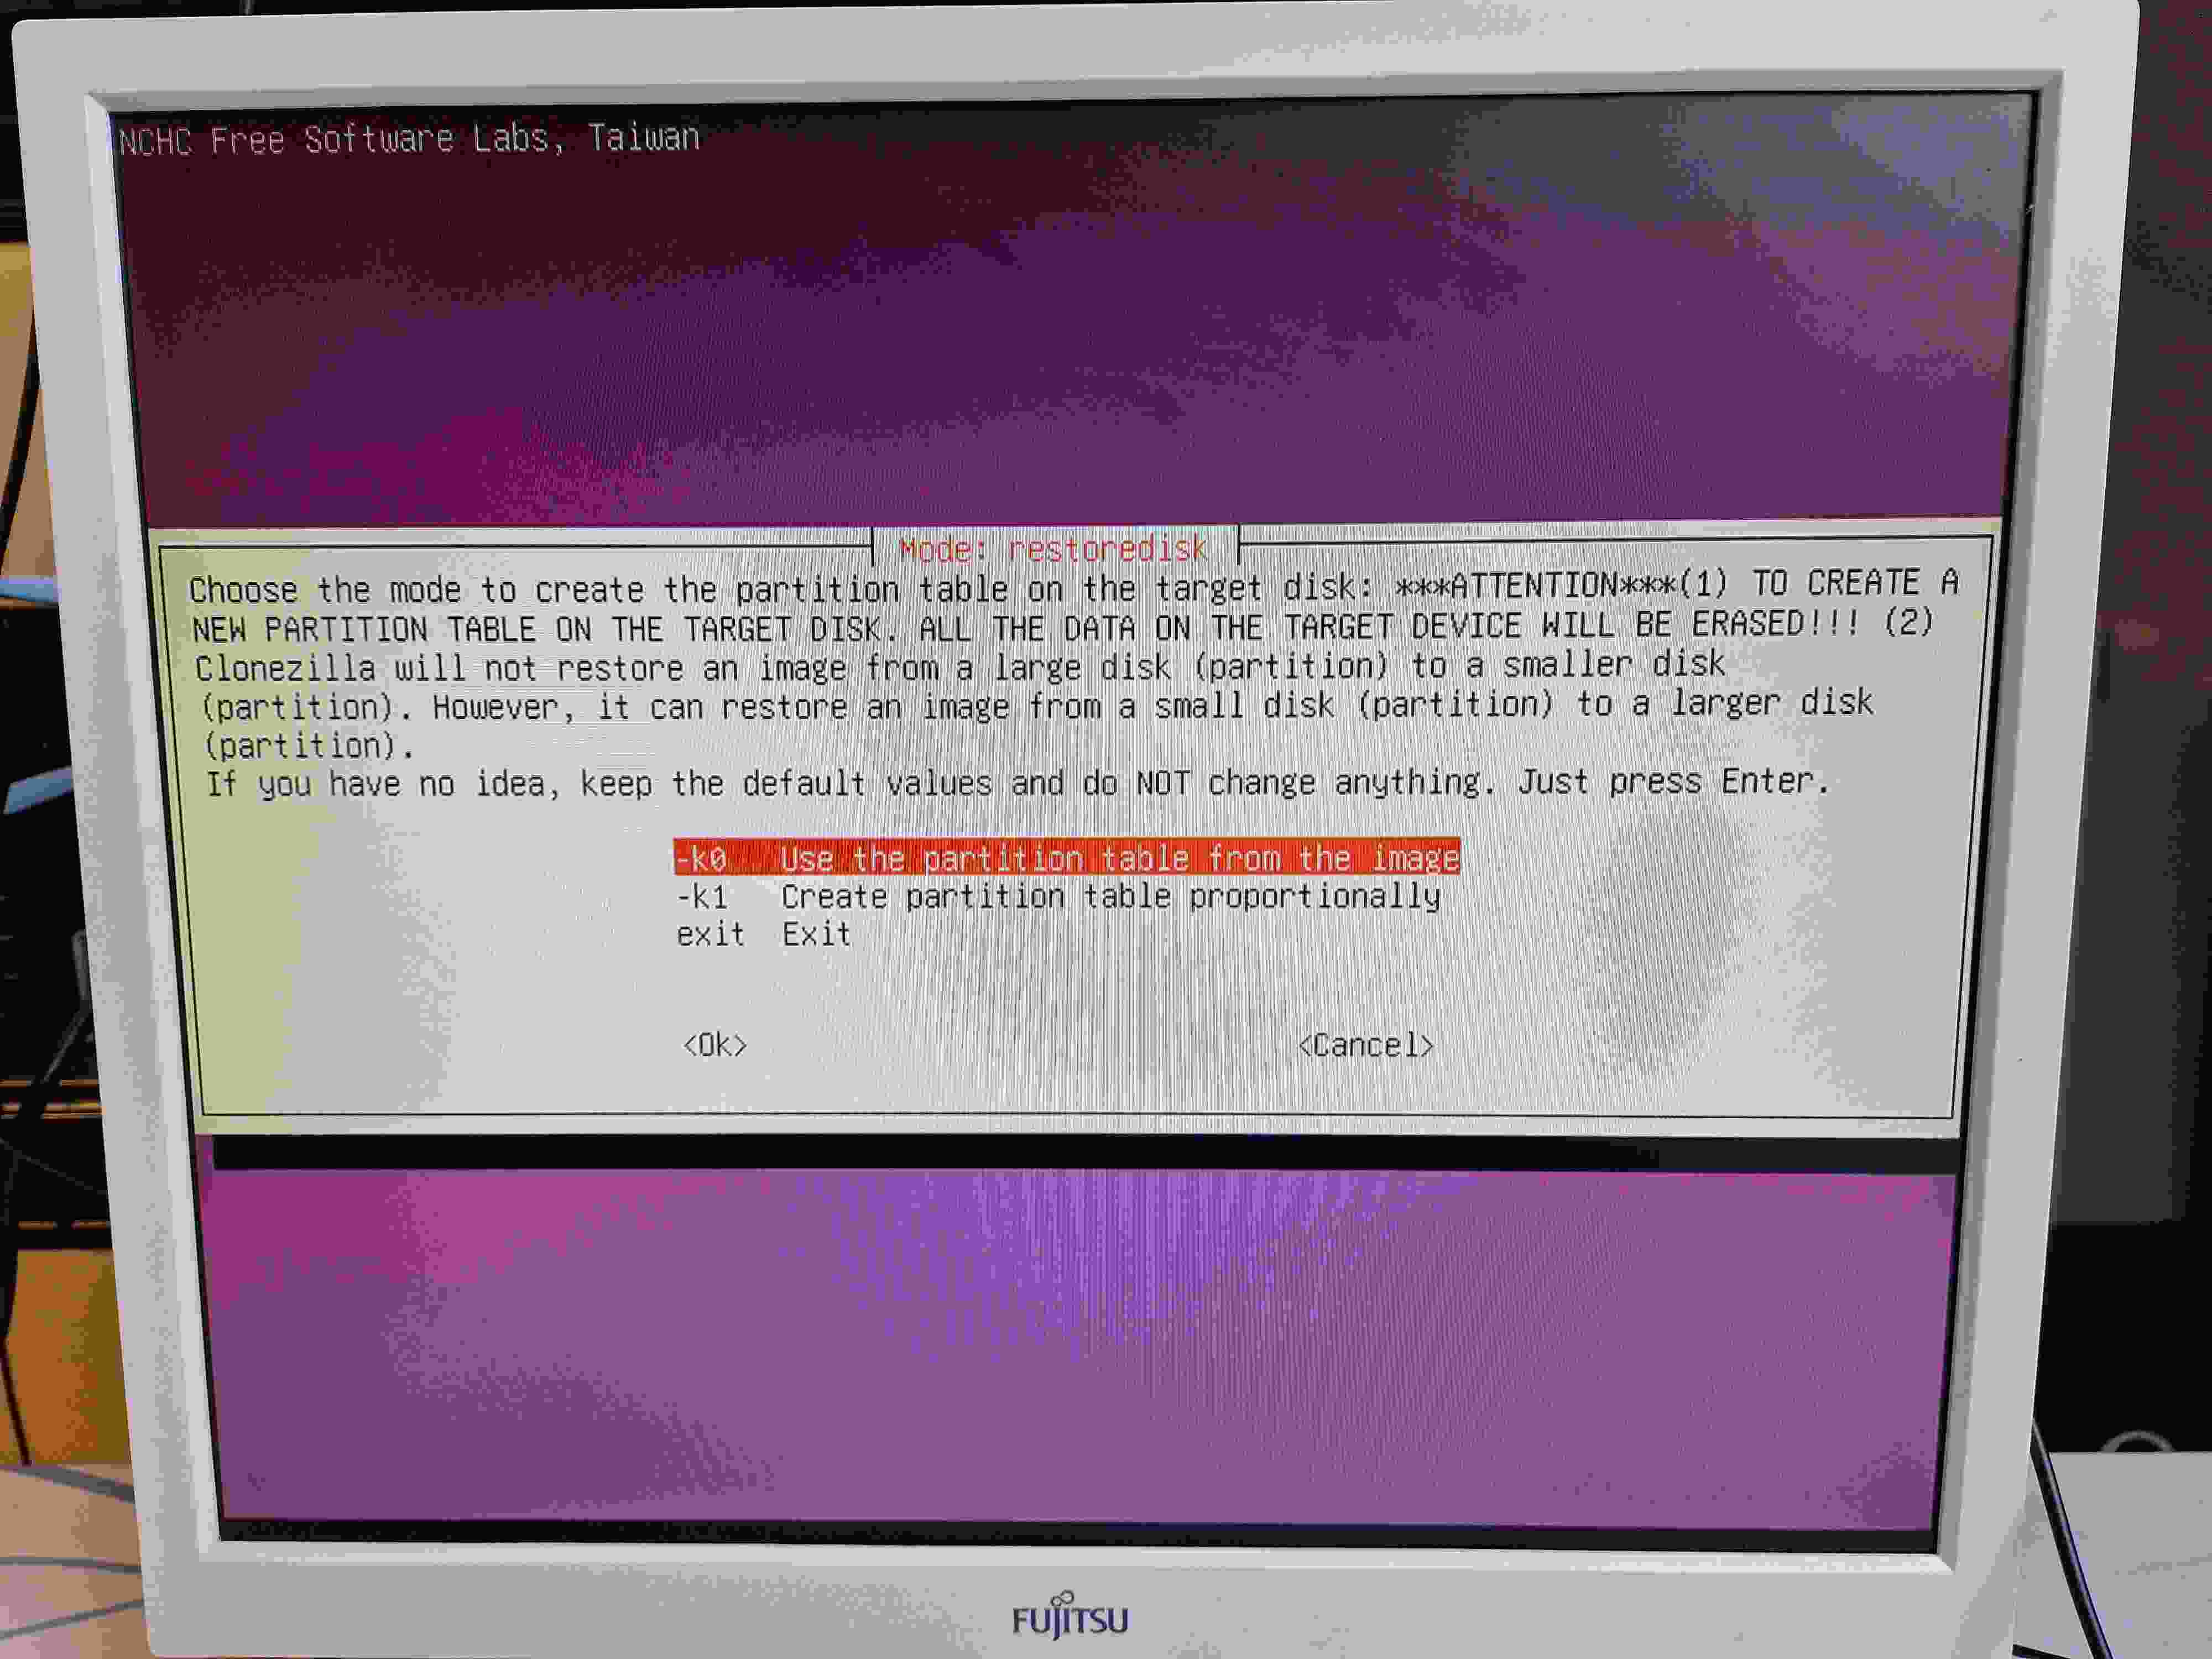 NCHC Free Software Labs, Taiwan
Mode: restoredisk
Choose the mode to create the partition table on the target disk: ***ATTENTION***(1) TO CREATE A
NEW PARTITION TABLE ON THE TARGET DISK. ALL THE DATA ON THE TARGET DEVICE WILL BE ERASED!!! (2)
Clonezilla will not restore an image from a large disk (partition) to a smaller disk
(partition). However, it can restore an image from a small disk (partition) to a larger disk
(partition).
If you have no idea, keep the default values and do NOT change anything. Just press Enter.
-k0 Use the partition table from the image
-k1 Create partition table proportionally
exit Exit
<Ok> <Cancel>
FUJITSU